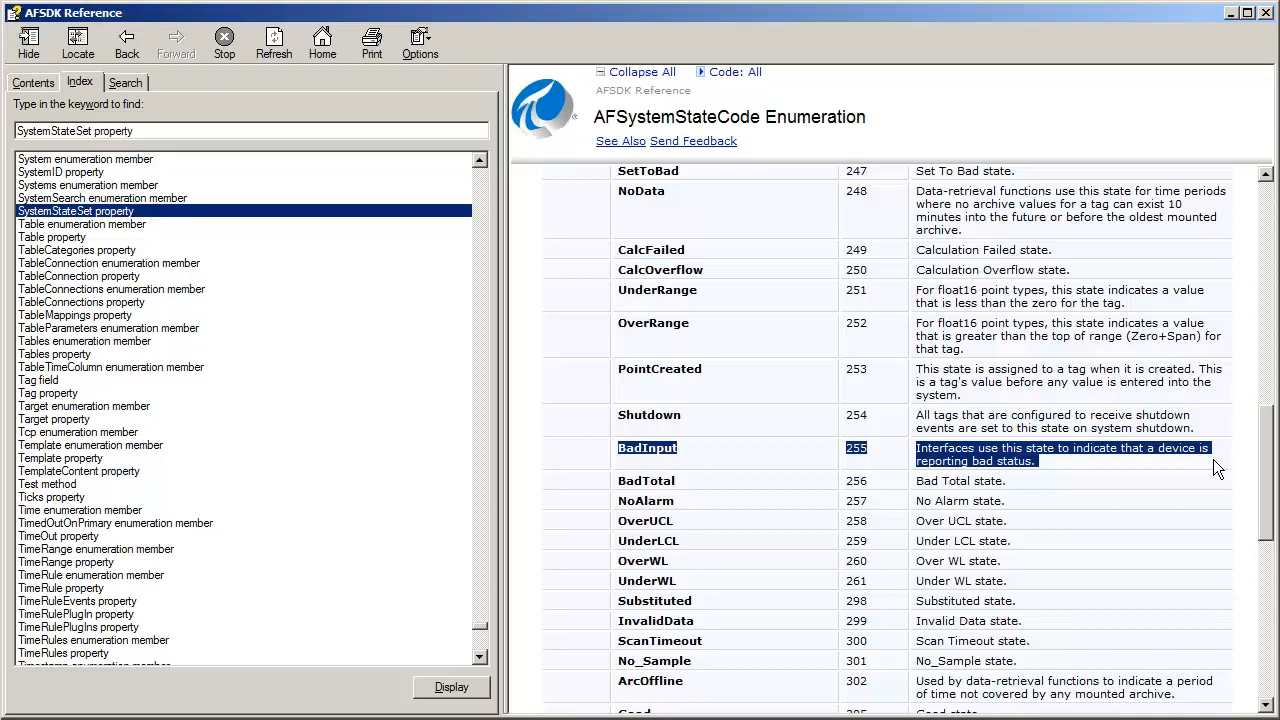 AFSDK Reference
Hide Locate Back Forward Stop Refresh Home Print Options
Contents Index Search
Type in the keyword to find:
SystemStateSet property
System enumeration member
SystemID property
Systems enumeration member
SystemSearch enumeration member
SystemStateSet property
Table enumeration member
Table property
TableCategories property
TableConnection enumeration member
TableConnection property
TableConnections enumeration member
TableConnections property
TableMappings property
TableParameters enumeration member
Tables enumeration member
Tables property
TableTimeColumn enumeration member
Tag field
Tag property
Target enumeration member
Target property
Tcp enumeration member
Template enumeration member
Template property
TemplateContent property
Test method
Ticks property
Time enumeration member
TimedOutOnPrimary enumeration member
TimeOut property
TimeRange enumeration member
TimeRange property
TimeRule enumeration member
TimeRule property
TimeRuleEvents property
TimeRulePlugIn property
TimeRulePlugIns property
TimeRules enumeration member
TimeRules property
Timestamp enumeration member
Display
Collapse All Code: All
AFSDK Reference
AFSystemStateCode Enumeration
See Also Send Feedback
SetToBad 247 Set To Bad state.
NoData 248 Data-retrieval functions use this state for time periods
where no archive values for a tag can exist 10
minutes into the future or before the oldest mounted
archive.
CalcFailed 249 Calculation Failed state.
CalcOverflow 250 Calculation Overflow state.
UnderRange 251 For float16 point types, this state indicates a value
that is less than the zero for the tag.
OverRange 252 For float16 point types, this state indicates a value
that is greater than the top of range (Zero+Span) for
that tag.
PointCreated 253 This state is assigned to a tag when it is created. This
is a tag's value before any value is entered into the
system.
Shutdown 254 All tags that are configured to receive shutdown
events are set to this state on system shutdown.
BadInput 255 Interfaces use this state to indicate that a device is
reporting bad status.
BadTotal 256 Bad Total state.
NoAlarm 257 No Alarm state.
OverUCL 258 Over UCL state.
UnderLCL 259 Under LCL state.
OverWL 260 Over WL state.
UnderWL 261 Under WL state.
Substituted 298 Substituted state.
InvalidData 299 Invalid Data state.
ScanTimeout 300 Scan Timeout state.
No_Sample 301 No_Sample state.
ArcOffline 302 Used by data-retrieval functions to indicate a period
of time not covered by any mounted archive.